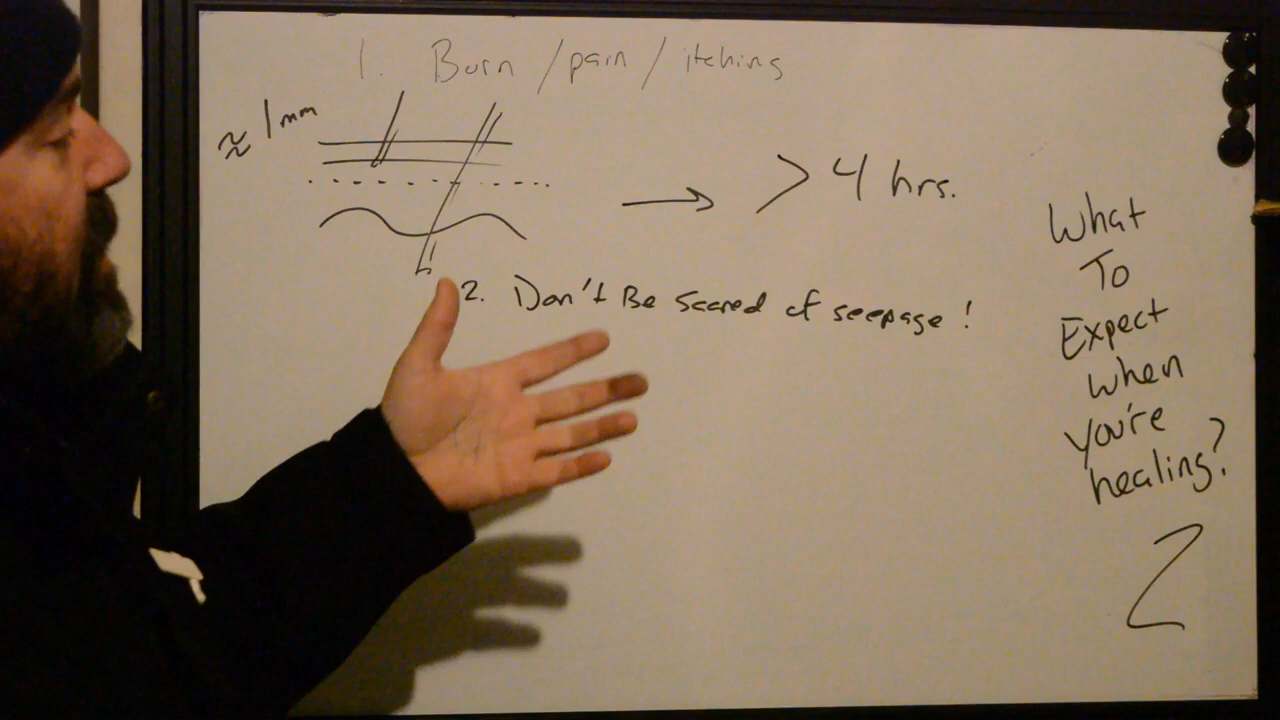 1. Burn / pain / itching
≈ 1mm
→ > 4 hrs.
2. Don't Be Scared of seepage!
What
To
Expect
when
you're
healing?
2